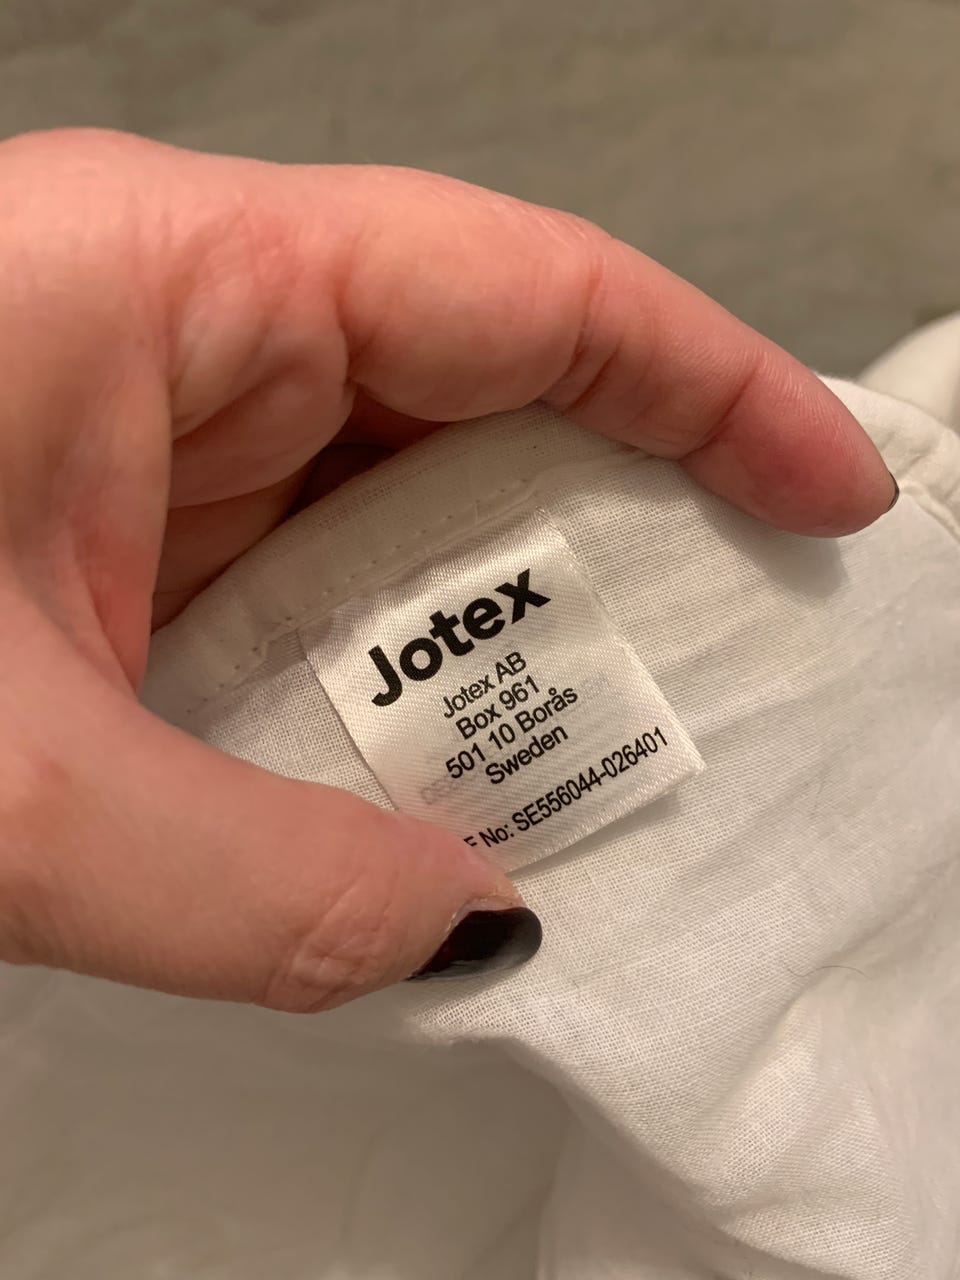 Jotex
Jotex AB
Box 961
501 10 Borås
Sweden
No: SE556044-026401